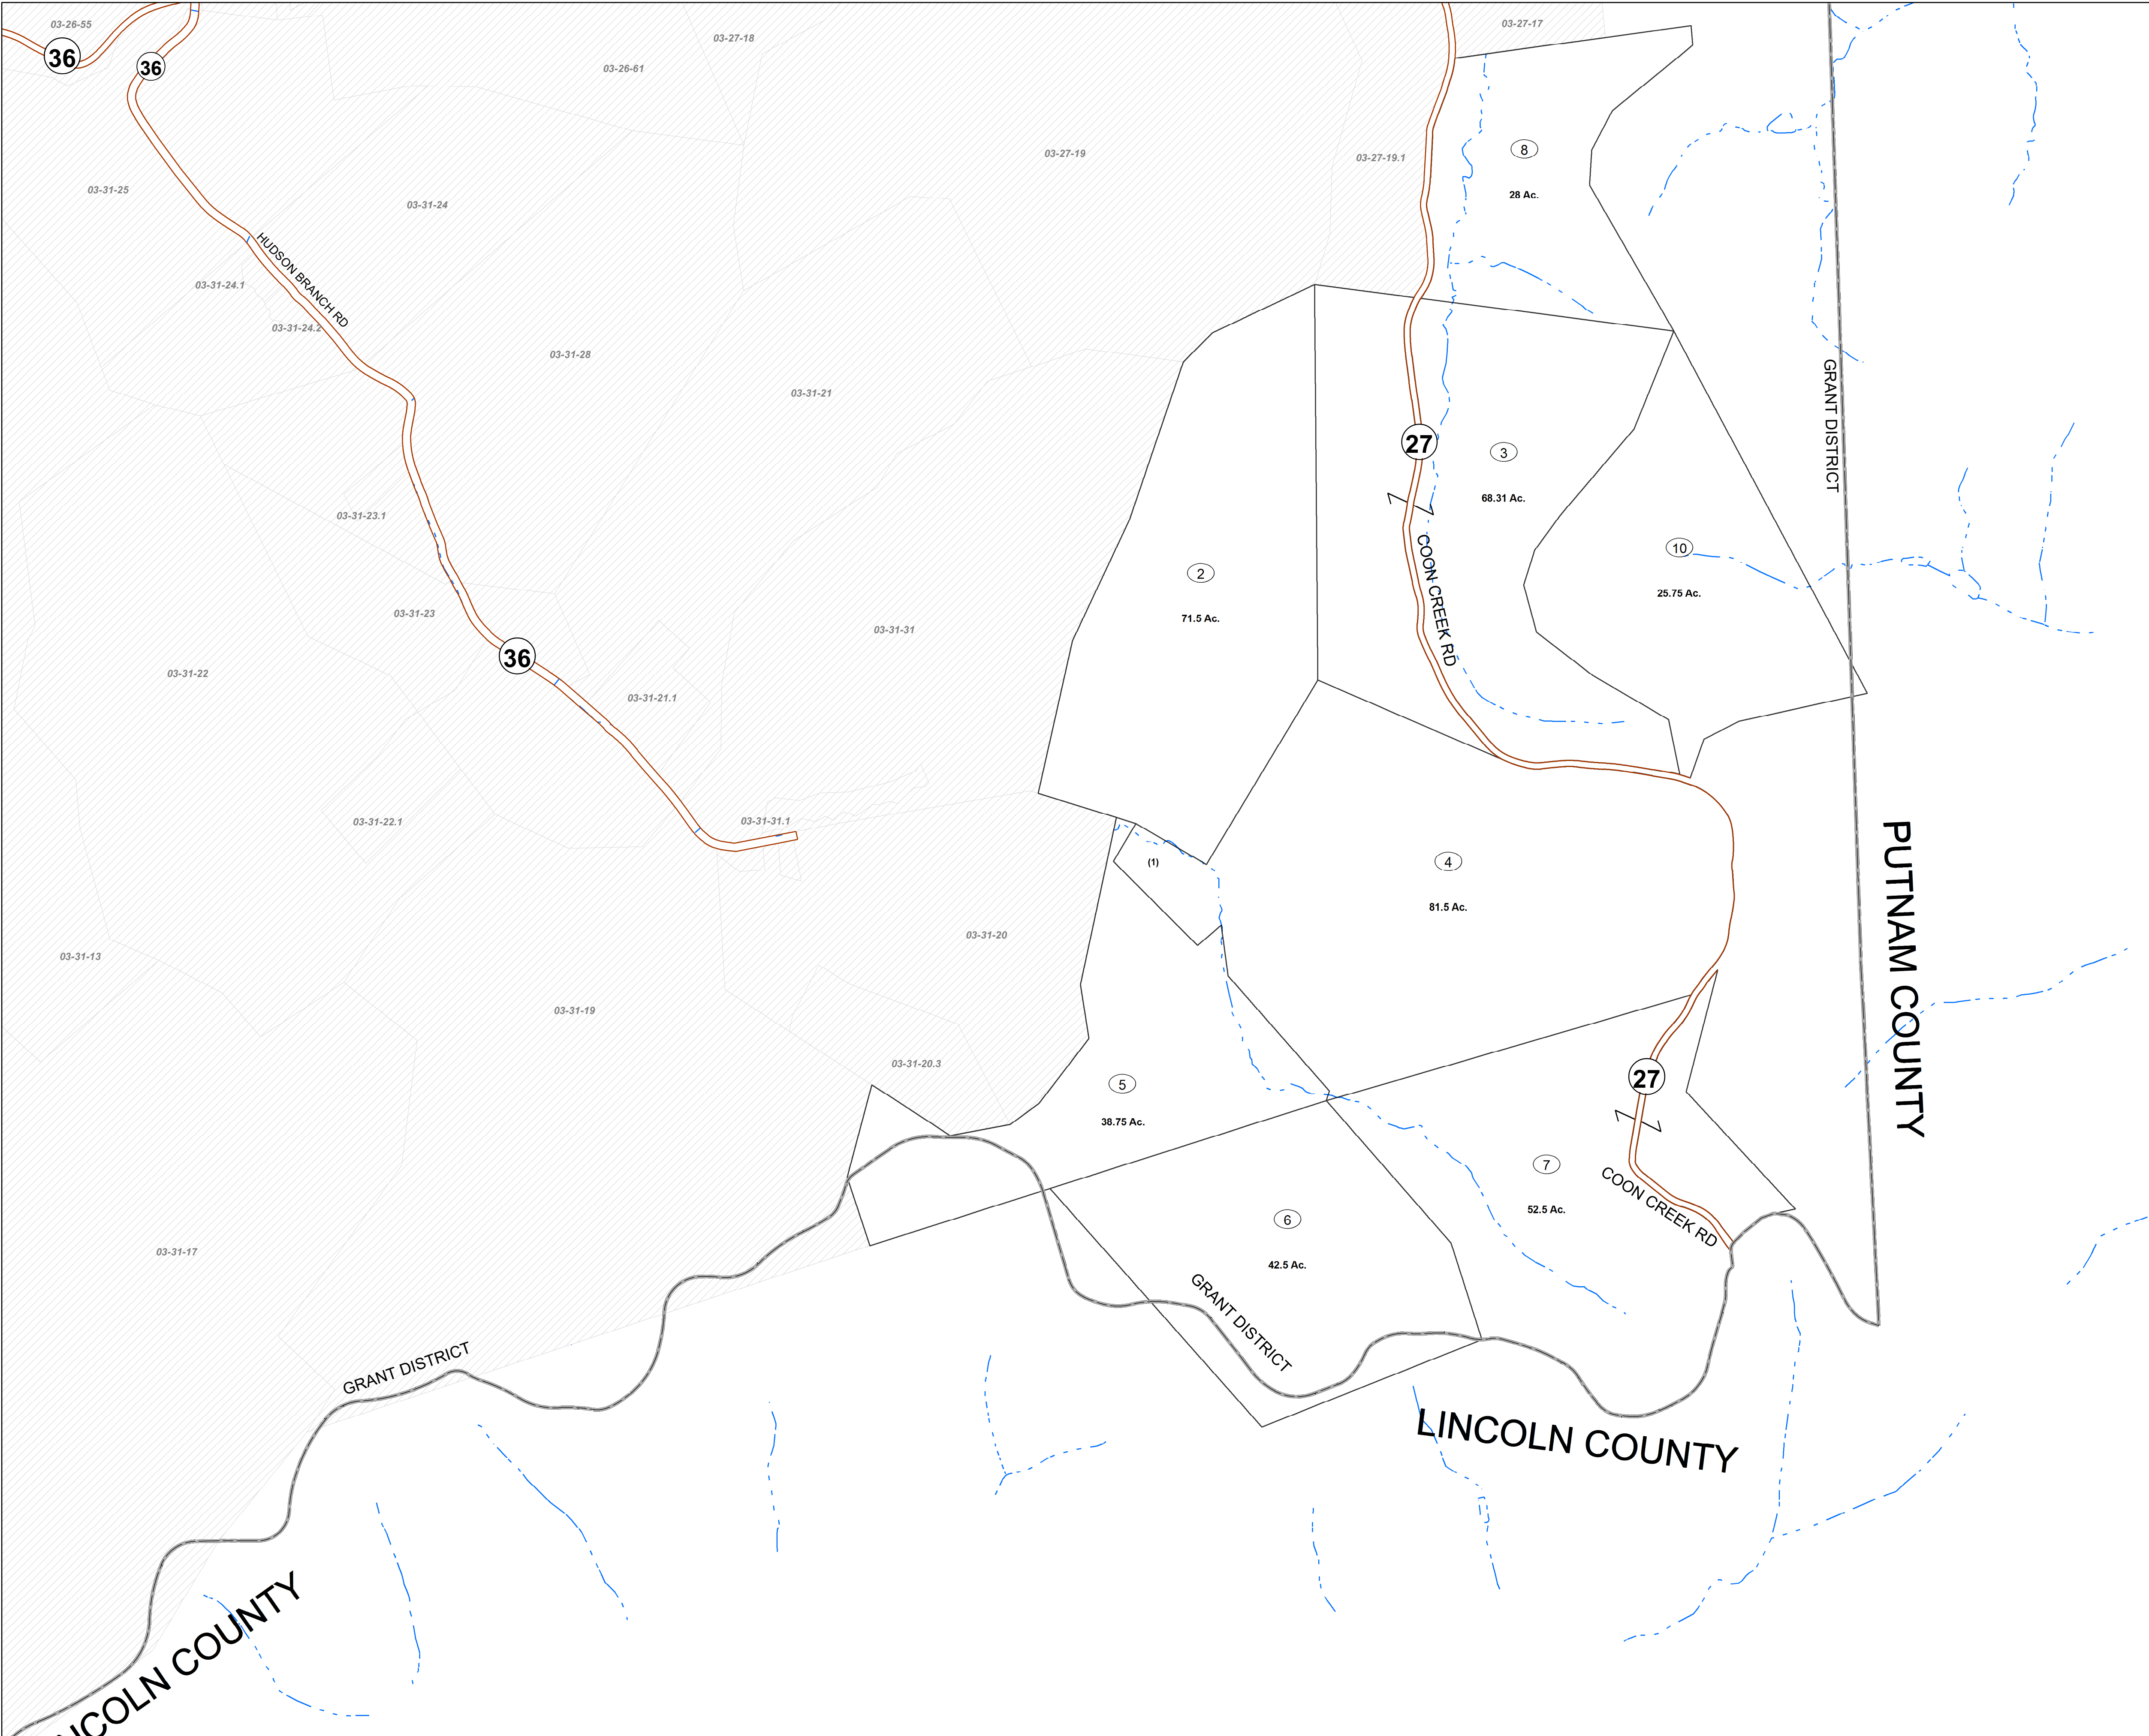 03-26-55
36
36
03-27-18
03-26-61
03-27-17
03-31-25
03-31-24
03-27-19
03-27-19.1
8
28 Ac.
HUDSON BRANCH RD
03-31-24.1
03-31-24.2
03-31-28
03-31-21
GRANT DISTRICT
27
3
68.31 Ac.
03-31-23.1
COON CREEK RD
10
25.75 Ac.
2
71.5 Ac.
03-31-23
03-31-31
36
03-31-22
03-31-21.1
03-31-22.1
03-31-31.1
(1)
4
81.5 Ac.
PUTNAM COUNTY
03-31-20
03-31-13
03-31-19
03-31-20.3
5
38.75 Ac.
27
7
52.5 Ac.
COON CREEK RD
6
42.5 Ac.
03-31-17
GRANT DISTRICT
GRANT DISTRICT
LINCOLN COUNTY
NCOLN COUNTY